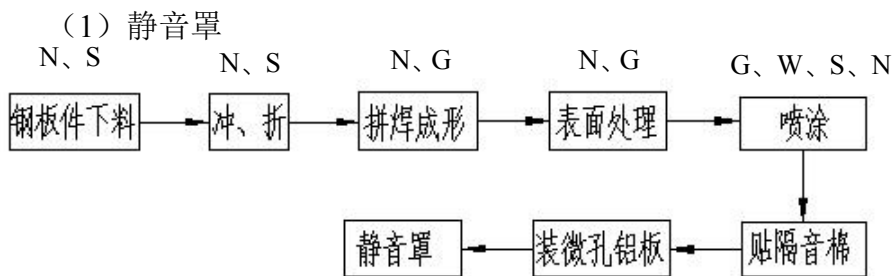 （1）静音罩
N、S N、S N、G N、G G、W、S、N
钢板件下料 冲、折 拼焊成形 表面处理 喷涂
静音罩 装微孔铝板 贴隔音棉